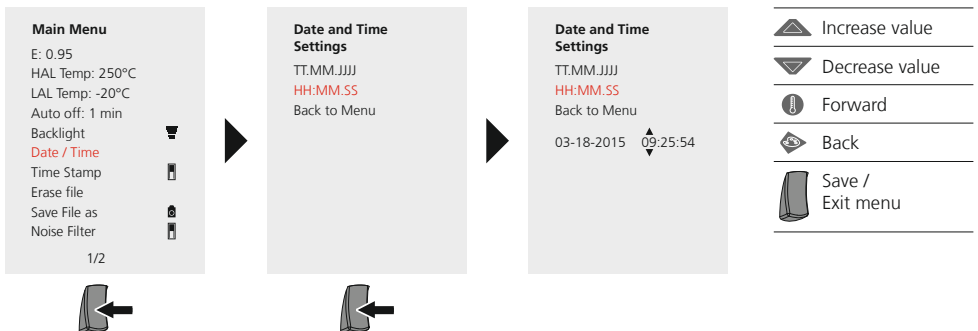 Main Menu
E: 0.95
HAL Temp: 250°C
LAL Temp: -20°C
Auto off: 1 min
Backlight
Date / Time
Time Stamp
Erase file
Save File as
Noise Filter
1/2
Date and Time
Settings
TT.MM.JJJJ
HH:MM.SS
Back to Menu
Date and Time
Settings
TT.MM.JJJJ
HH:MM.SS
Back to Menu
03-18-2015 09:25:54
Increase value
Decrease value
Forward
Back
Save /
Exit menu